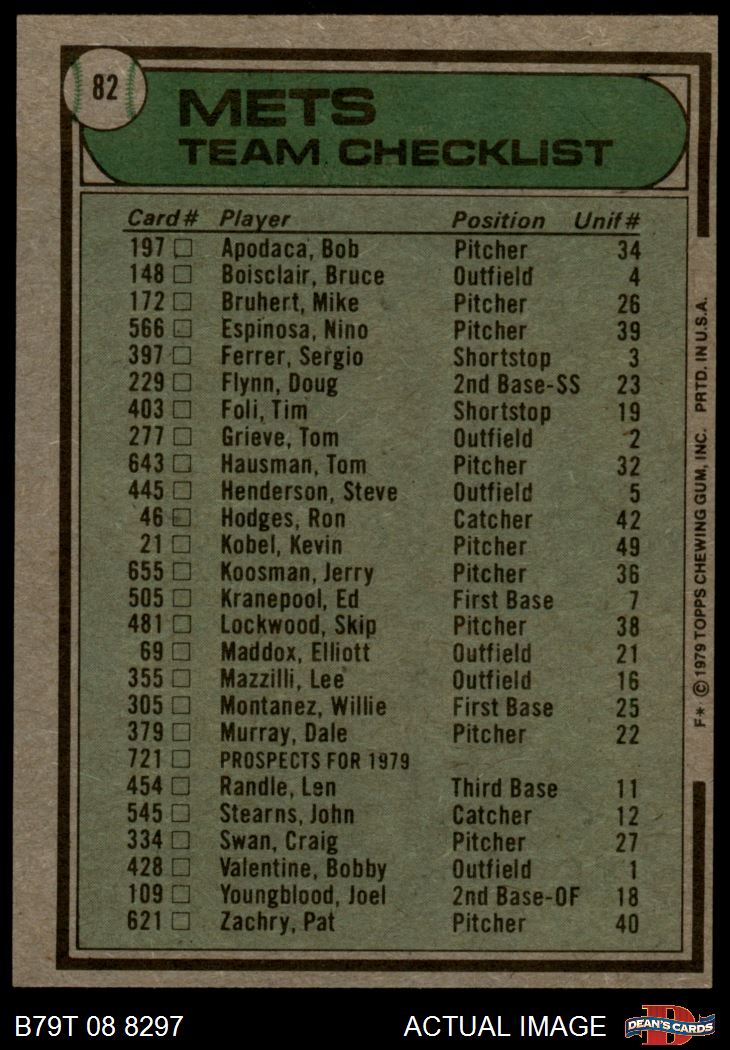 82
METS
TEAM CHECKLIST
Card# Player Position Unif#
197 Apodaca, Bob Pitcher 34
148 Boisclair, Bruce Outfield 4
172 Bruhert, Mike Pitcher 26
566 Espinosa, Nino Pitcher 39
397 Ferrer, Sergio Shortstop 3
229 Flynn, Doug 2nd Base-SS 23
403 Foli, Tim Shortstop 19
277 Grieve, Tom Outfield 2
643 Hausman, Tom Pitcher 32
445 Henderson, Steve Outfield 5
46 Hodges, Ron Catcher 42
21 Kobel, Kevin Pitcher 49
655 Koosman, Jerry Pitcher 36
505 Kranepool, Ed First Base 7
481 Lockwood, Skip Pitcher 38
69 Maddox, Elliott Outfield 21
355 Mazzilli, Lee Outfield 16
305 Montanez, Willie First Base 25
379 Murray, Dale Pitcher 22
721 PROSPECTS FOR 1979
454 Randle, Len Third Base 11
545 Stearns, John Catcher 12
334 Swan, Craig Pitcher 27
428 Valentine, Bobby Outfield 1
109 Youngblood, Joel 2nd Base-OF 18
621 Zachry, Pat Pitcher 40
F* © 1979 TOPPS CHEWING GUM, INC. PRTD. IN U.S.A.
B79T 08 8297 ACTUAL IMAGE
D
DEAN'S CARDS